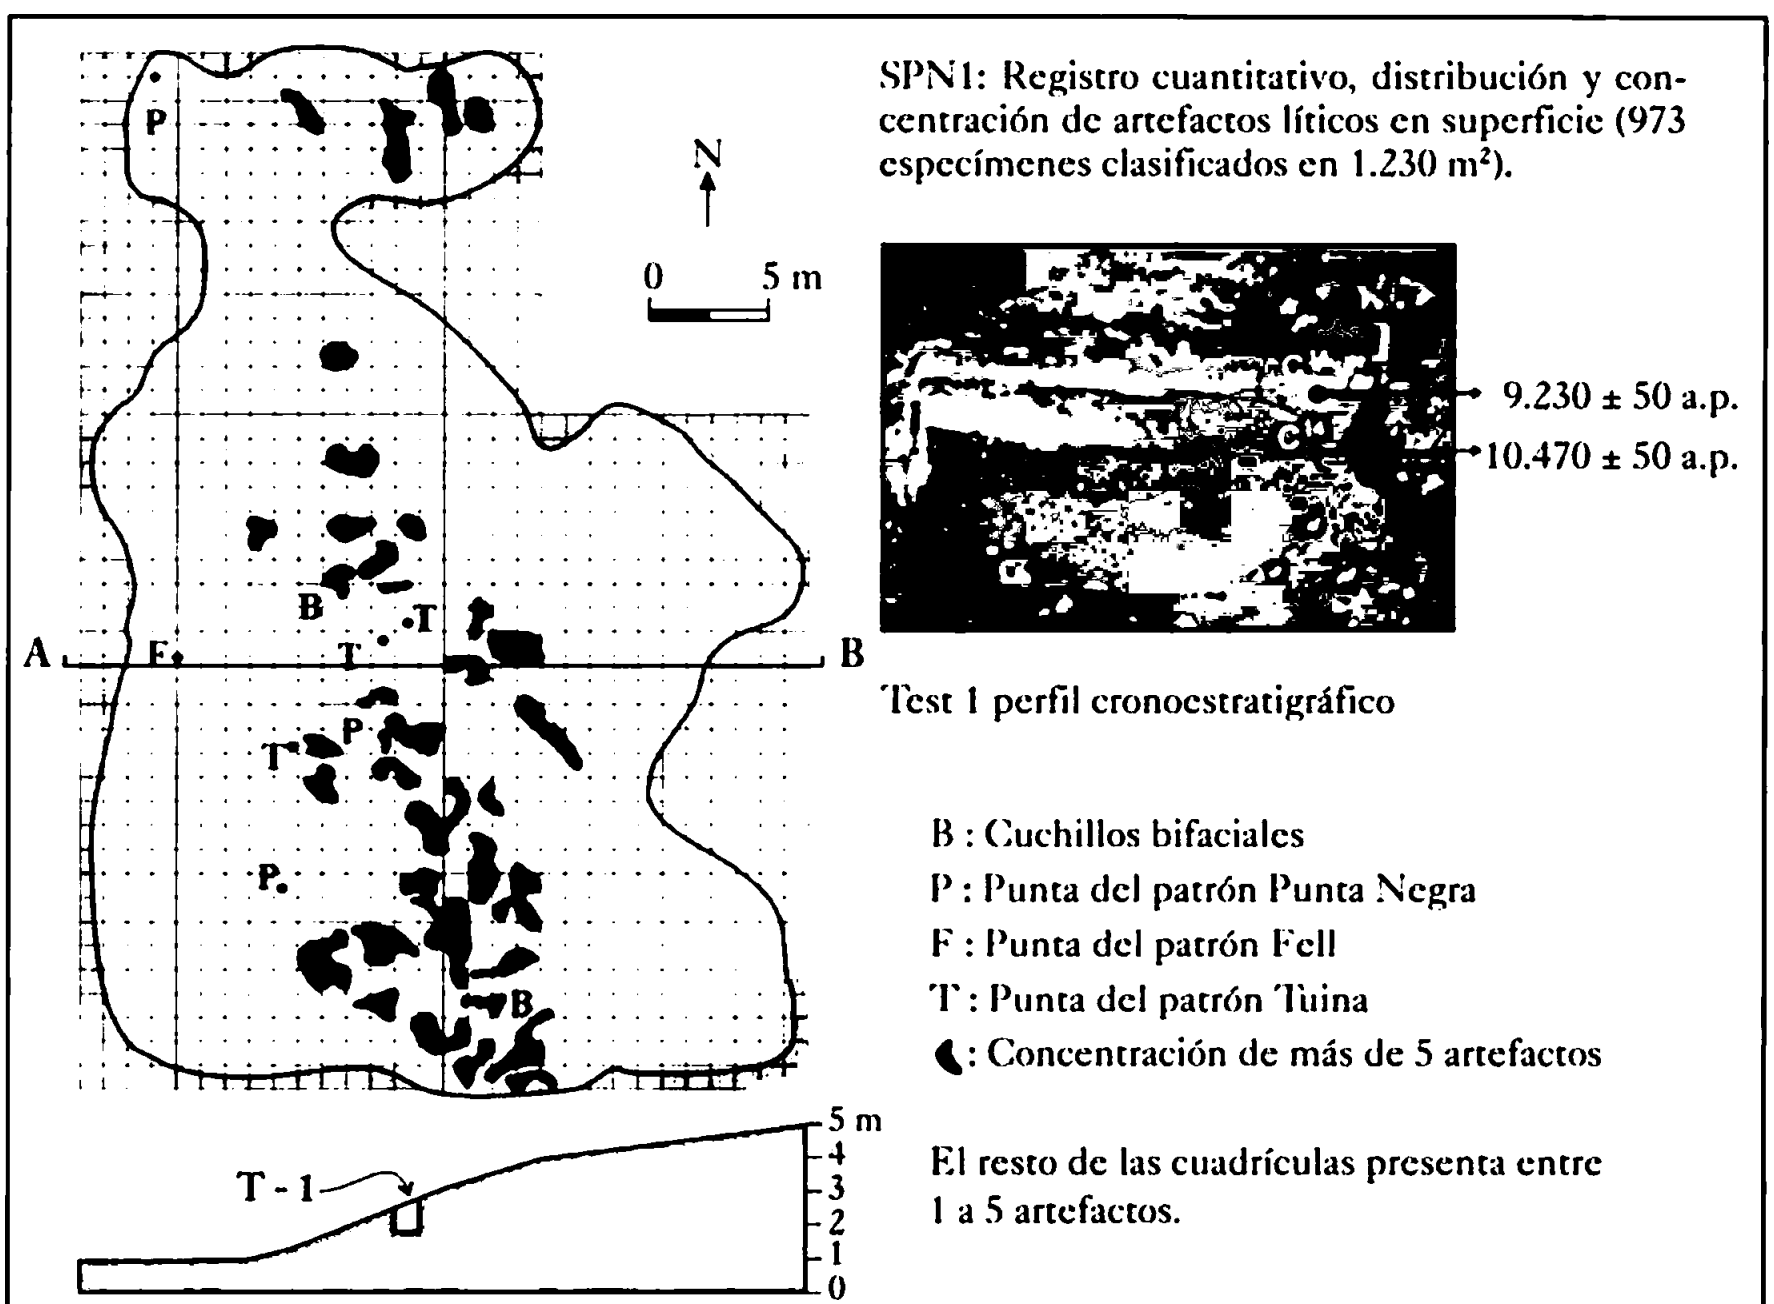 SPN1: Registro cuantitativo, distribución y con-
centración de artefactos líticos en superficie (973
especímenes clasificados en 1.230 m²).
P
N
0 5 m
9.230 ± 50 a.p.
10.470 ± 50 a.p.
B
T
T
A
F
B
Test 1 perfil cronoestratigráfico
P
T
P
B
B : Cuchillos bifaciales
P : Punta del patrón Punta Negra
F : Punta del patrón Fell
T : Punta del patrón Tuina
: Concentración de más de 5 artefactos
El resto de las cuadrículas presenta entre
1 a 5 artefactos.
T - 1
5 m
4
3
2
1
0